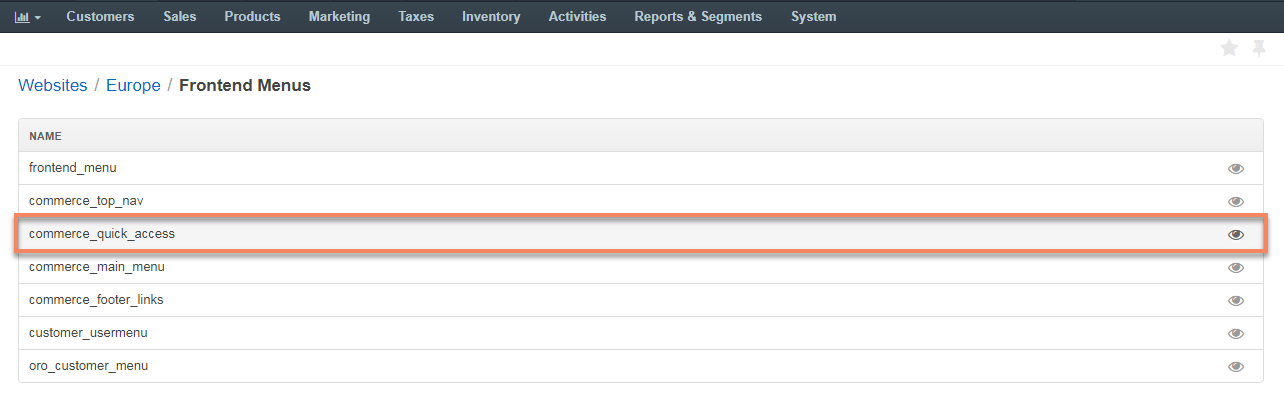 Customers Sales Products Marketing Taxes Inventory Activities Reports & Segments System
Websites / Europe / Frontend Menus
NAME
frontend_menu
commerce_top_nav
commerce_quick_access
commerce_main_menu
commerce_footer_links
customer_usermenu
oro_customer_menu